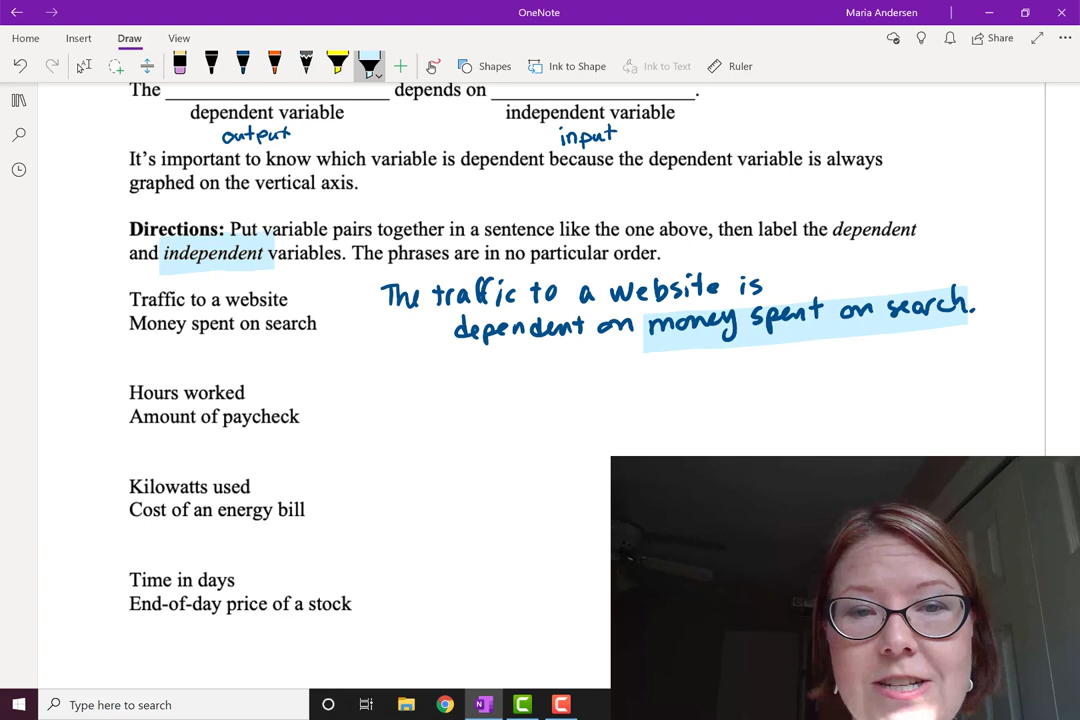 OneNote
Maria Andersen
Home Insert Draw View
Share
Shapes Ink to Shape Ink to Text Ruler
The ____________________ depends on ____________________.
dependent variable independent variable
output input
It's important to know which variable is dependent because the dependent variable is always
graphed on the vertical axis.
Directions: Put variable pairs together in a sentence like the one above, then label the dependent
and independent variables. The phrases are in no particular order.
Traffic to a website
Money spent on search
The traffic to a website is
dependent on money spent on search.
Hours worked
Amount of paycheck
Kilowatts used
Cost of an energy bill
Time in days
End-of-day price of a stock
Type here to search